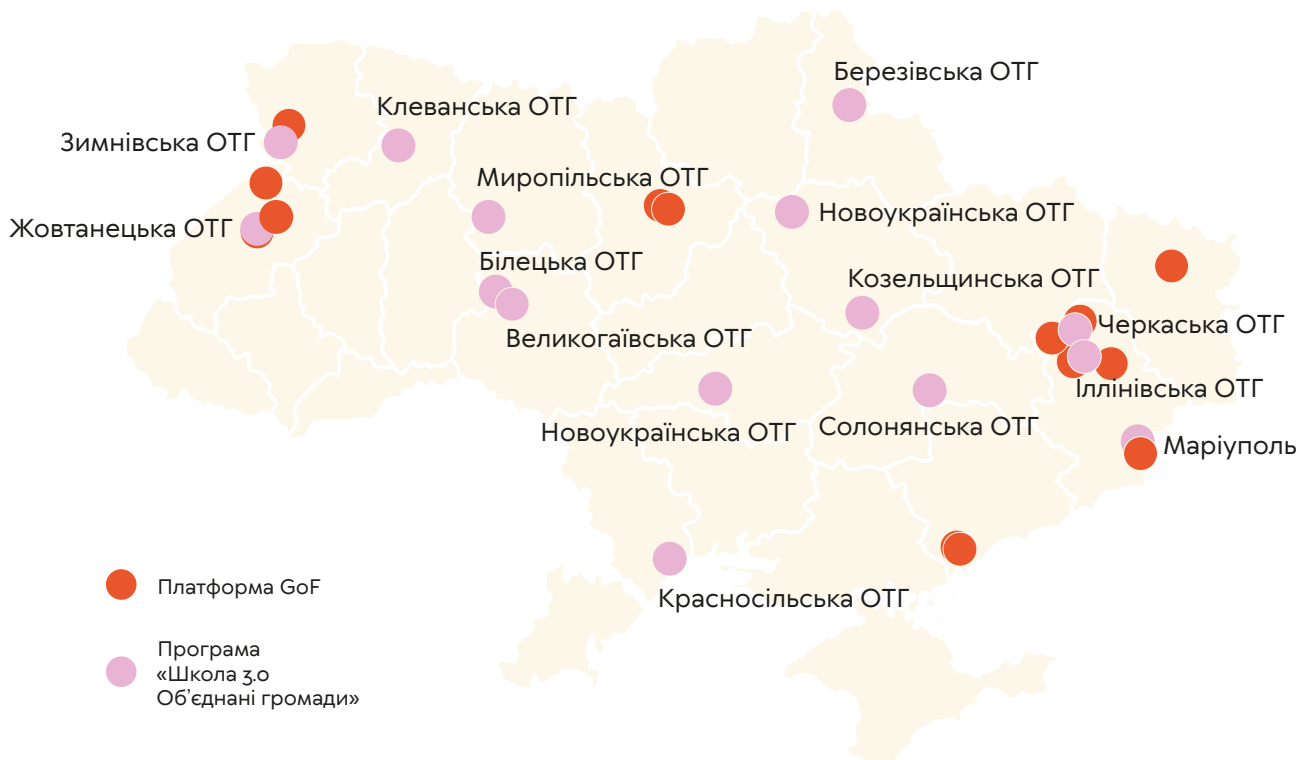 Березівська ОТГ
Клеванська ОТГ
Зимнівська ОТГ
Миропільська ОТГ
Новоукраїнська ОТГ
Жовтанецька ОТГ
Білецька ОТГ
Козельщинська ОТГ
Черкаська ОТГ
Великогаївська ОТГ
Іллінівська ОТГ
Новоукраїнська ОТГ
Солонянська ОТГ
Маріуполь
Красносільська ОТГ
Платформа GoF
Програма
«Школа 3.0
Об’єднані громади»